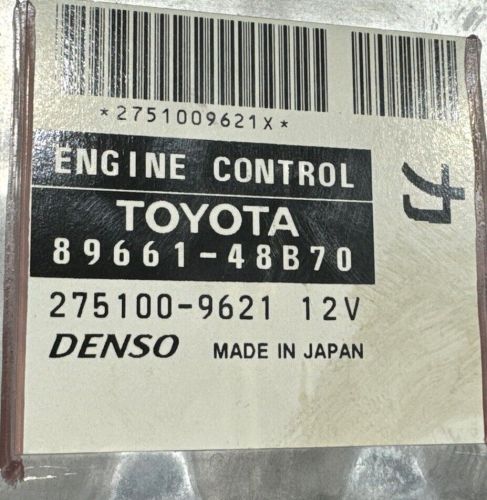 *2751009621X*
ENGINE CONTROL
TOYOTA
89661-48B70
275100-9621 12V
DENSO MADE IN JAPAN
カ